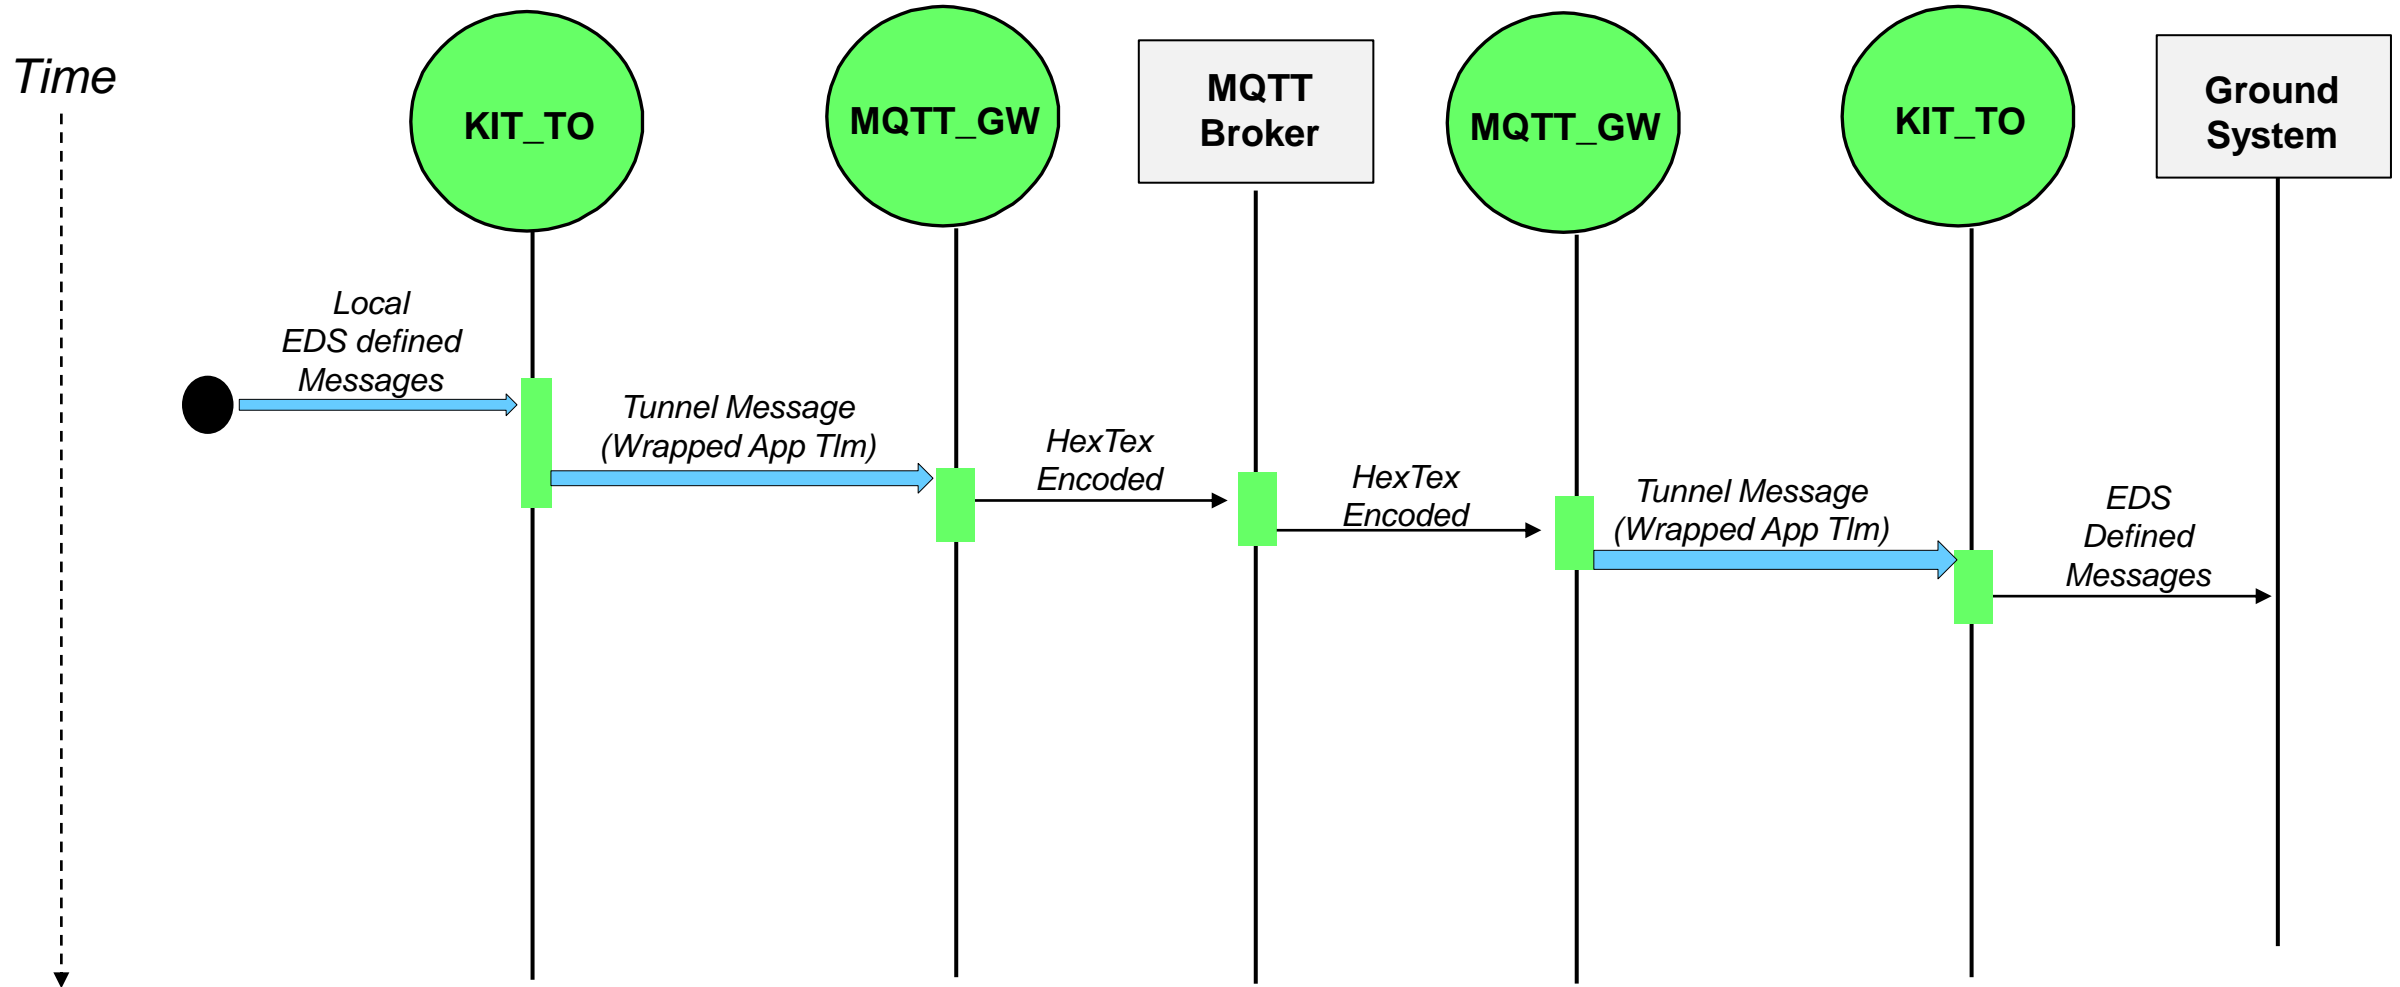 Time
KIT_TO
MQTT_GW
MQTT
Broker
MQTT_GW
KIT_TO
Ground
System
Local
EDS defined
Messages
Tunnel Message
(Wrapped App Tlm)
HexTex
Encoded
HexTex
Encoded
Tunnel Message
(Wrapped App Tlm)
EDS
Defined
Messages